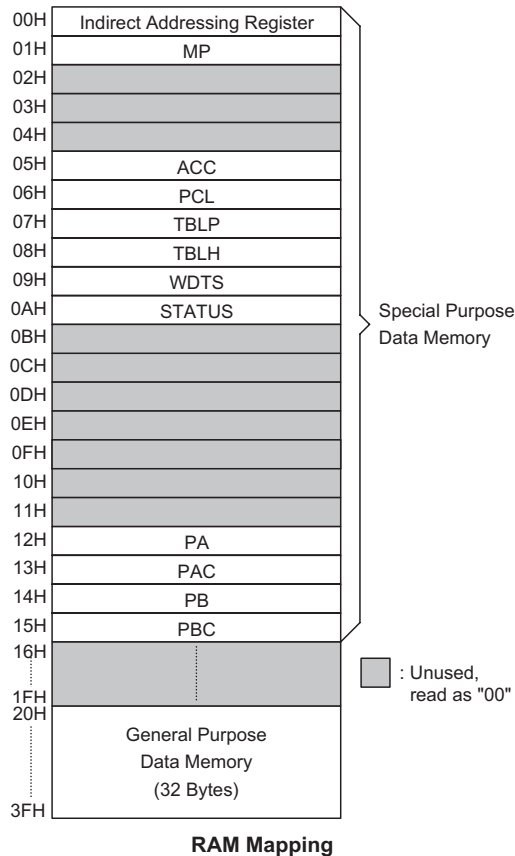 00H Indirect Addressing Register
01H MP
02H
03H
04H
05H ACC
06H PCL
07H TBLP
08H TBLH
09H WDTS
0AH STATUS
Special Purpose
Data Memory
0BH
0CH
0DH
0EH
0FH
10H
11H
12H PA
13H PAC
14H PB
15H PBC
16H
1FH
: Unused,
read as "00"
20H
General Purpose
Data Memory
(32 Bytes)
3FH
RAM Mapping